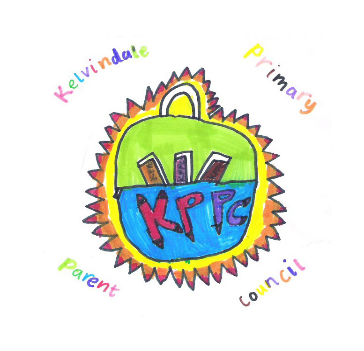 Kelvindale
Primary
KPPC
Parent
Council